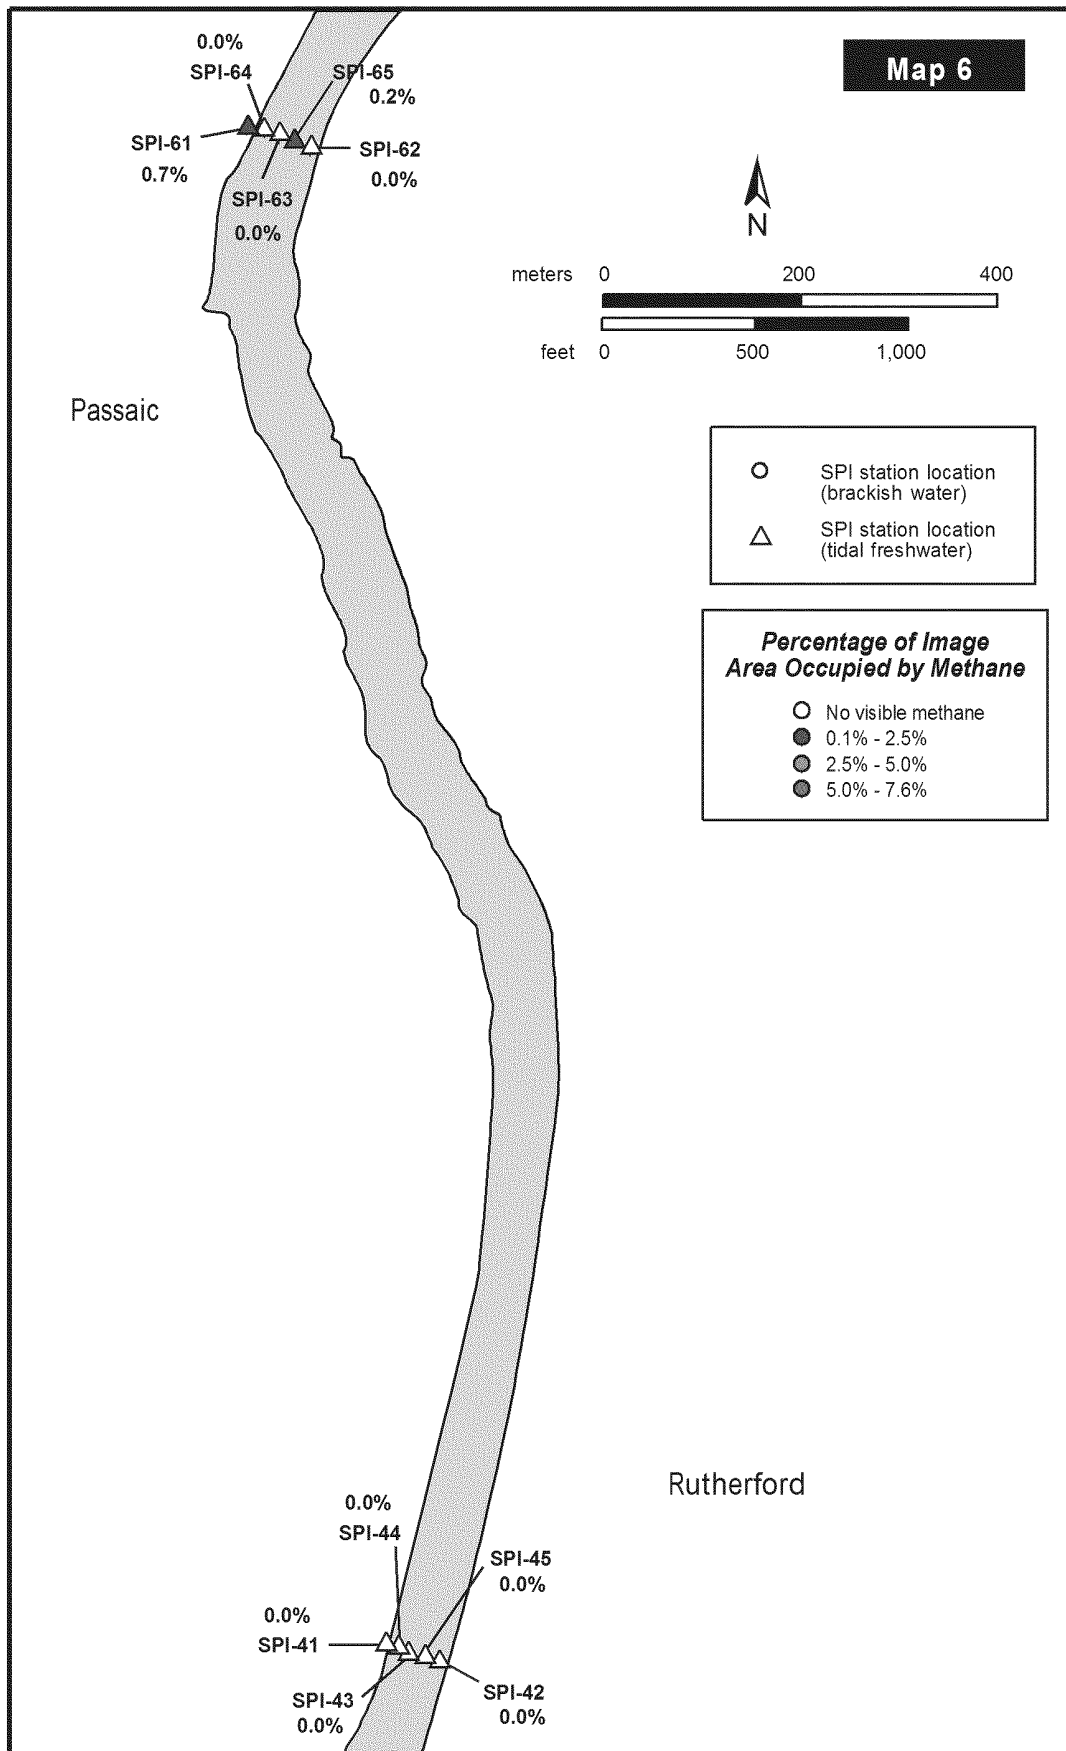 Map 6
0.0%
SPI-64
SPI-65
0.2%
SPI-61
0.7%
SPI-62
0.0%
SPI-63
0.0%
N
meters 0 200 400
feet 0 500 1,000
Passaic
SPI station location
(brackish water)
SPI station location
(tidal freshwater)
Percentage of Image
Area Occupied by Methane
No visible methane
0.1% - 2.5%
2.5% - 5.0%
5.0% - 7.6%
Rutherford
0.0%
SPI-44
SPI-45
0.0%
0.0%
SPI-41
SPI-43
0.0%
SPI-42
0.0%